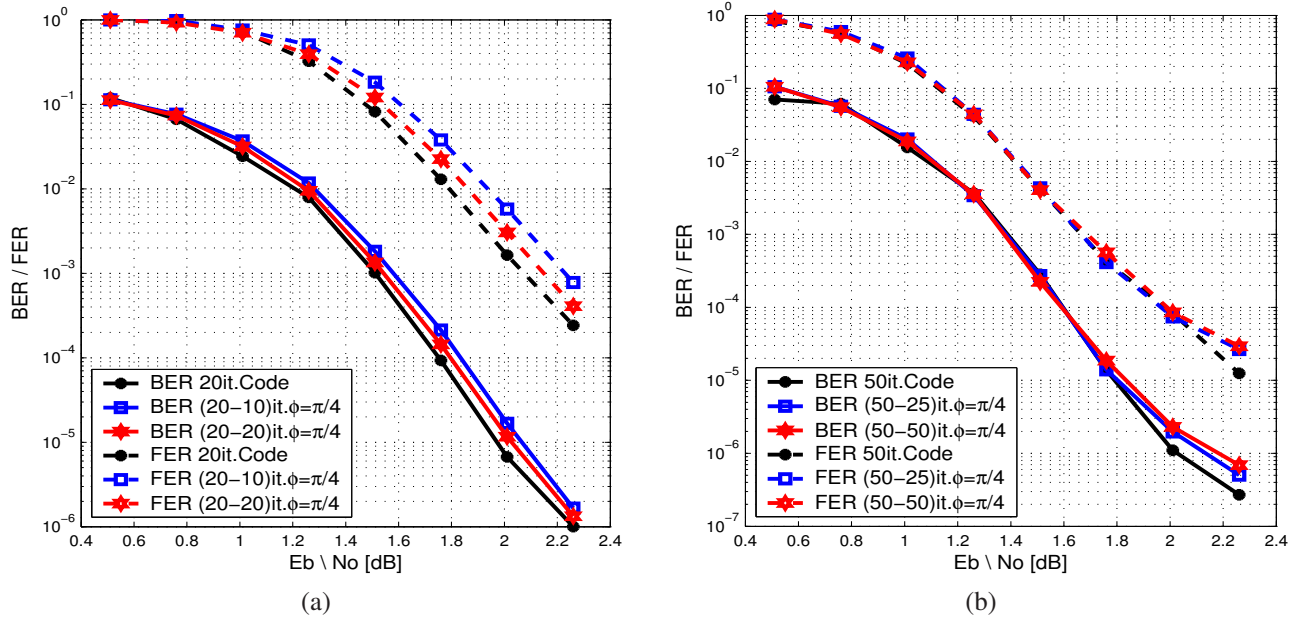 10^0
10^-1
10^-2
10^-3
10^-4
10^-5
10^-6
BER / FER
BER 20it.Code
BER (20−10)it.ϕ=π/4
BER (20−20)it.ϕ=π/4
FER 20it.Code
FER (20−10)it.ϕ=π/4
FER (20−20)it.ϕ=π/4
0.4 0.6 0.8 1 1.2 1.4 1.6 1.8 2 2.2 2.4
Eb \ No [dB]
(a)
10^0
10^-1
10^-2
10^-3
10^-4
10^-5
10^-6
10^-7
BER / FER
BER 50it.Code
BER (50−25)it.ϕ=π/4
BER (50−50)it.ϕ=π/4
FER 50it.Code
FER (50−25)it.ϕ=π/4
FER (50−50)it.ϕ=π/4
0.4 0.6 0.8 1 1.2 1.4 1.6 1.8 2 2.2 2.4
Eb \ No [dB]
(b)